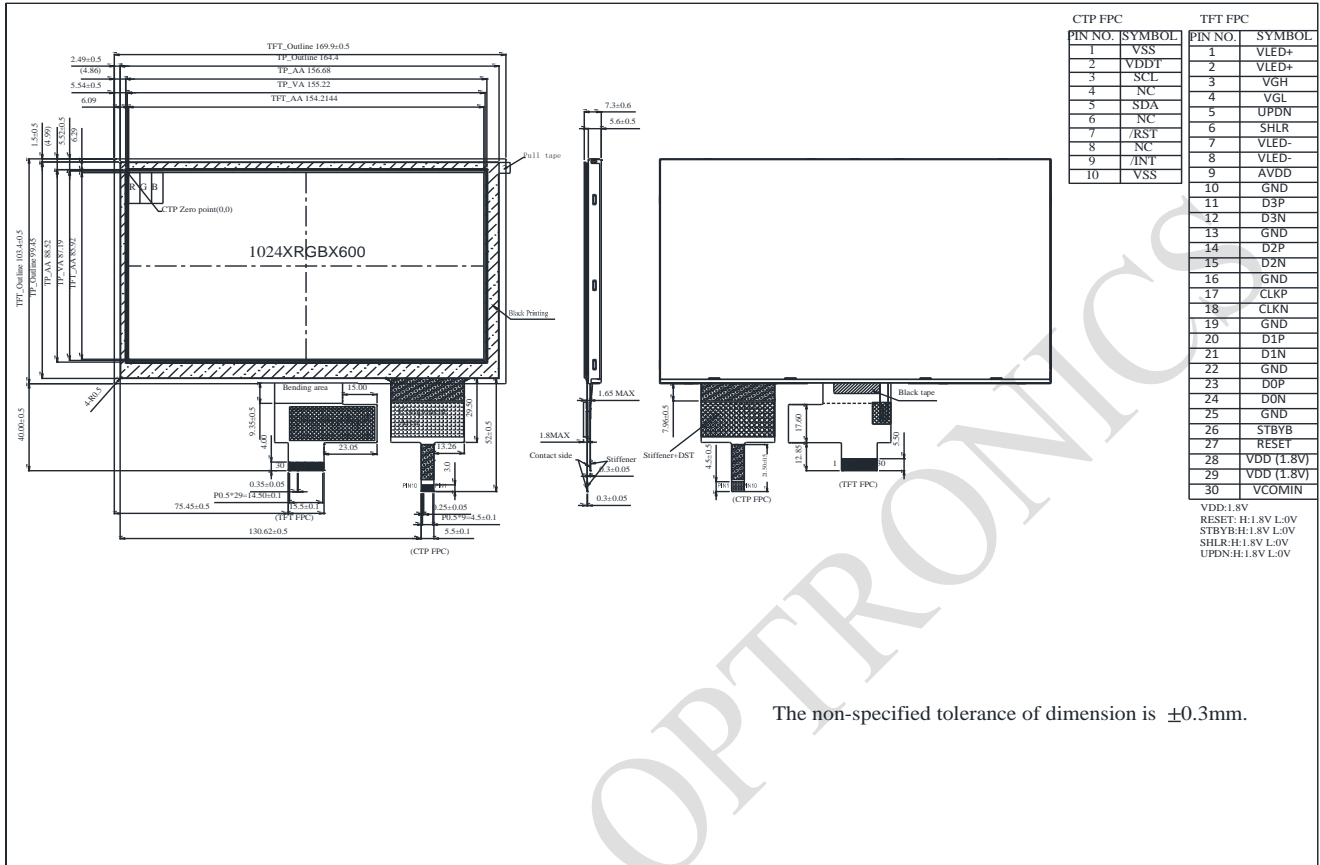 TFT_Outline 169.9±0.5
TP_Outline 164.4
TP_AA 156.68
TP_VA 155.22
TFT_AA 154.2144
2.49±0.5
(4.86)
5.54±0.5
6.09
1.5±0.5
(4.99)
5.52±0.5
6.29
TFT_Outline 103.4±0.5
TP_Outline 99.45
TP_AA 88.52
TP_VA 87.19
TFT_AA 85.92
R G B
CTP Zero point(0,0)
1024XRGBX600
Pull tape
Black Printing
4-R0.5
40.00±0.5
Bending area
15.00
9.35±0.5
4.00
23.05
30
0.35±0.05
P0.5*29=14.50±0.1
75.45±0.5
15.5±0.1
(TFT FPC)
130.62±0.5
29.50
52±0.5
13.26
3.0
PIN10
PIN1
0.25±0.05
P0.5*9=4.5±0.1
5.5±0.1
(CTP FPC)
7.3±0.6
5.6±0.5
1.65 MAX
1.8MAX
Contact side
Stiffener
0.3±0.05
0.3±0.05
7.96±0.5
Stiffener+DST
4.5±0.5
PIN1
PIN10
(CTP FPC)
Black tape
17.60
12.85
5.50
1
30
(TFT FPC)
CTP FPC
PIN NO. SYMBOL
1 VSS
2 VDDT
3 SCL
4 NC
5 SDA
6 NC
7 /RST
8 NC
9 /INT
10 VSS
TFT FPC
PIN NO. SYMBOL
1 VLED+
2 VLED+
3 VGH
4 VGL
5 UPDN
6 SHLR
7 VLED-
8 VLED-
9 AVDD
10 GND
11 D3P
12 D3N
13 GND
14 D2P
15 D2N
16 GND
17 CLKP
18 CLKN
19 GND
20 D1P
21 D1N
22 GND
23 D0P
24 D0N
25 GND
26 STBYB
27 RESET
28 VDD (1.8V)
29 VDD (1.8V)
30 VCOMIN
VDD:1.8V
RESET: H:1.8V L:0V
STBYB:H:1.8V L:0V
SHLR:H:1.8V L:0V
UPDN:H:1.8V L:0V
The non-specified tolerance of dimension is ±0.3mm.
OPTRONICS